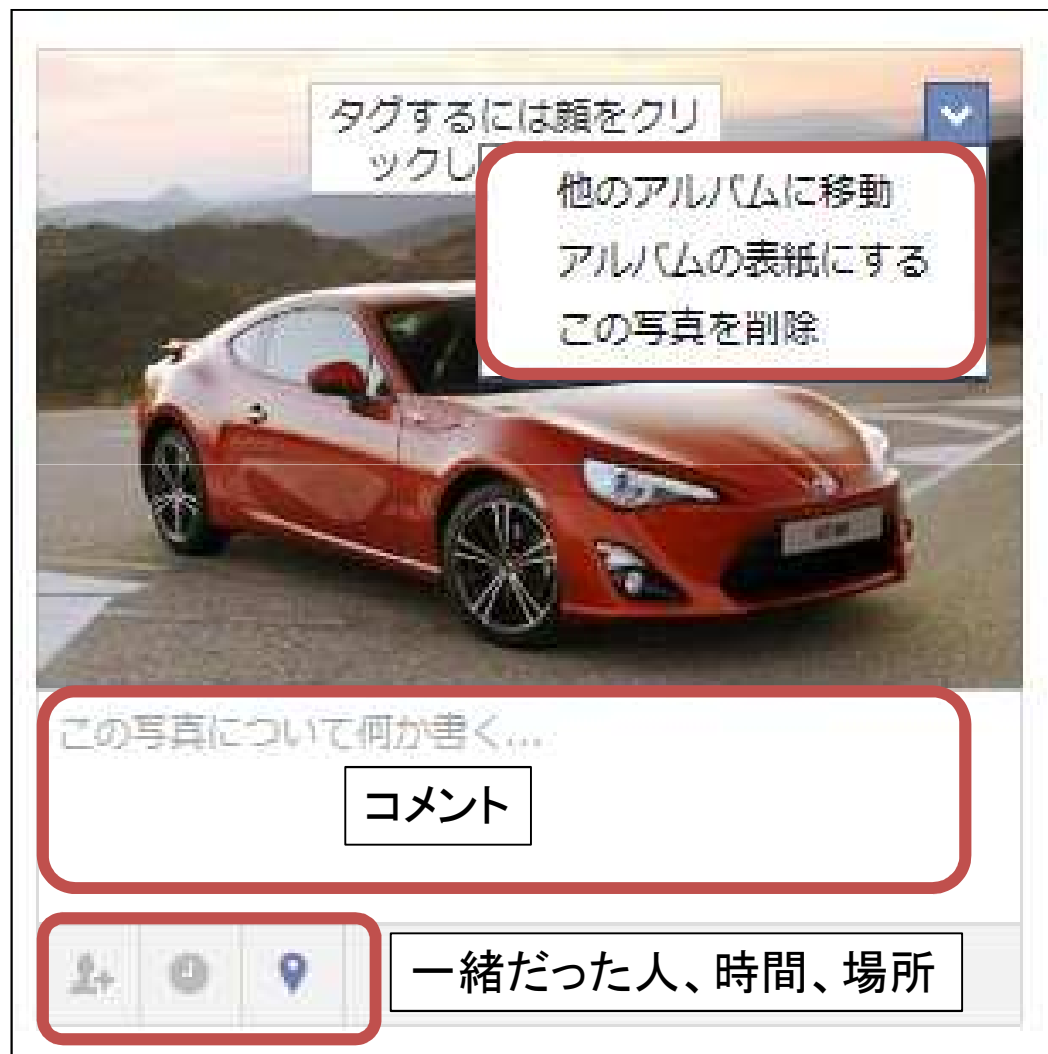 タグするには顔をクリ
ックし
他のアルバムに移動
アルバムの表紙にする
この写真を削除
この写真について何か書く...
コメント
一緒だった人、時間、場所